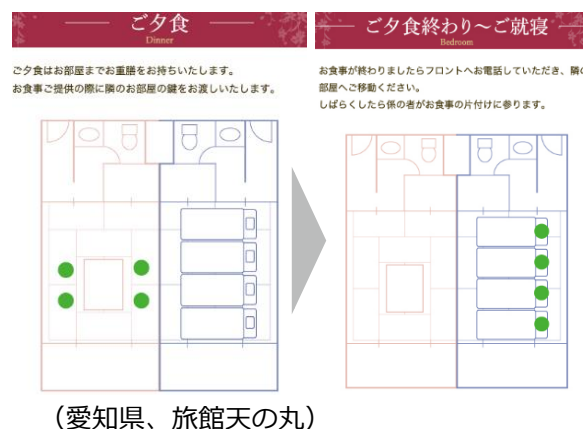 ご夕食
Dinner
ご夕食はお部屋までお重膳をお持ちいたします。
お食事ご提供の際に隣のお部屋の鍵をお渡しいたします。
ご夕食終わり～ご就寝
Bedroom
お食事が終わりましたらフロントへお電話していただき、隣の
部屋へご移動ください。
しばらくしたら係の者がお食事の片付けに参ります。
（愛知県、旅館天の丸）